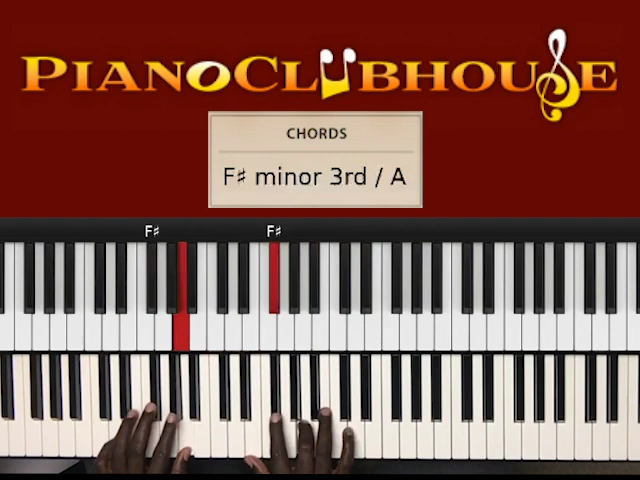 PIANOCLUBHOUSE
CHORDS
F♯ minor 3rd / A
F♯ F♯